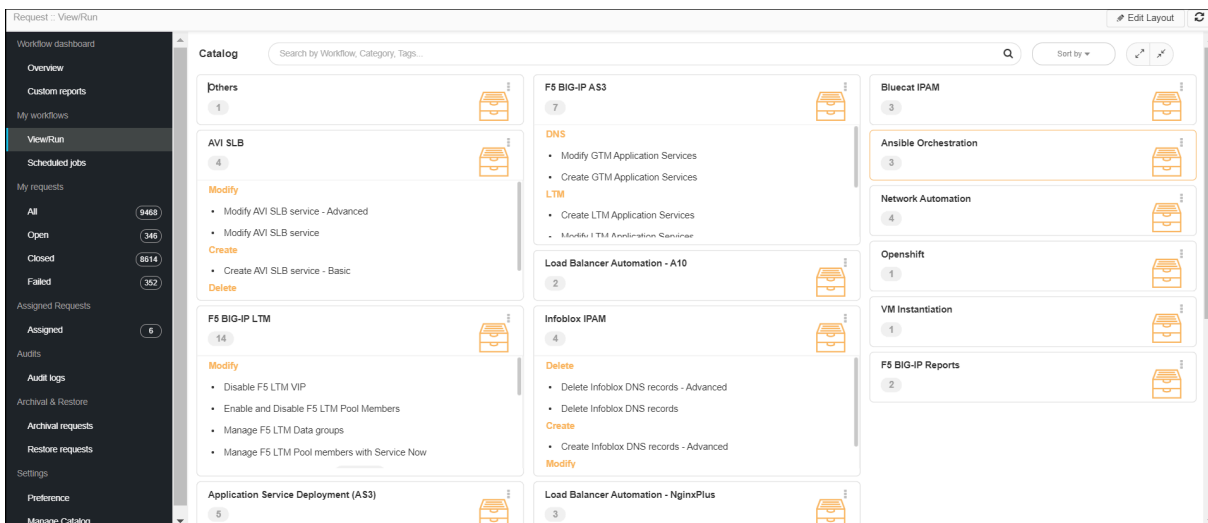 Request :: View/Run
Edit Layout
Workflow dashboard
Overview
Custom reports
My workflows
View/Run
Scheduled jobs
My requests
All 9468
Open 346
Closed 8614
Failed 352
Assigned Requests
Assigned 6
Audits
Audit logs
Archival & Restore
Archival requests
Restore requests
Settings
Preference
Manage Catalog
Catalog
Search by Workflow, Category, Tags...
Sort by
Others
1
AVI SLB
4
Modify
• Modify AVI SLB service - Advanced
• Modify AVI SLB service
Create
• Create AVI SLB service - Basic
Delete
F5 BIG-IP LTM
14
Modify
• Disable F5 LTM VIP
• Enable and Disable F5 LTM Pool Members
• Manage F5 LTM Data groups
• Manage F5 LTM Pool members with Service Now
Application Service Deployment (AS3)
5
F5 BIG-IP AS3
7
DNS
• Modify GTM Application Services
• Create GTM Application Services
LTM
• Create LTM Application Services
• Modify LTM Application Services
Load Balancer Automation - A10
2
Infoblox IPAM
4
Delete
• Delete Infoblox DNS records - Advanced
• Delete Infoblox DNS records
Create
• Create Infoblox DNS records - Advanced
Modify
Load Balancer Automation - NginxPlus
3
Bluecat IPAM
3
Ansible Orchestration
3
Network Automation
4
Openshift
1
VM Instantiation
1
F5 BIG-IP Reports
2